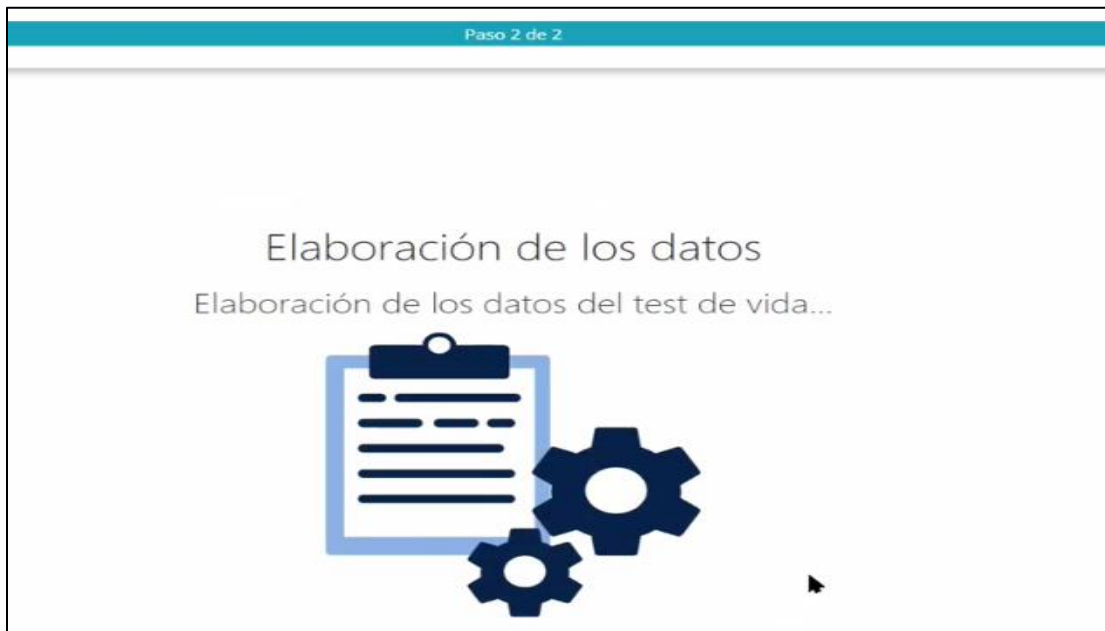 Paso 2 de 2
Elaboración de los datos
Elaboración de los datos del test de vida...